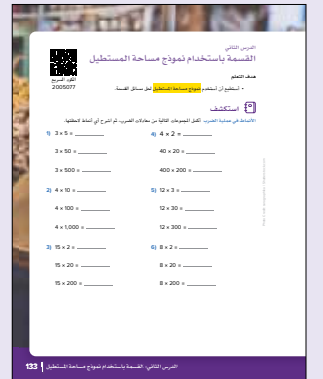 الدرس الثاني
القسمة باستخدام نموذج مساحة المستطيل
الكود السريع
2005077
هدف التعلم
• أستطيع أن أستخدم نموذج مساحة المستطيل لحل مسائل القسمة.
استكشف
الأنماط في عملية الضرب. أكمل المجموعات التالية من معادلات الضرب، ثم اشرح أي أنماط لاحظتها.
1) 3 × 5 = ________
3 × 50 = ________
3 × 500 = ________
2) 4 × 10 = ________
4 × 100 = ________
4 × 1,000 = ________
3) 15 × 2 = ________
15 × 20 = ________
15 × 200 = ________
4) 4 × 2 = ________
40 × 20 = ________
400 × 200 = ________
5) 12 × 3 = ________
12 × 30 = ________
12 × 300 = ________
6) 8 × 2 = ________
8 × 20 = ________
8 × 200 = ________
الدرس الثاني: القسمة باستخدام نموذج مساحة المستطيل | 133